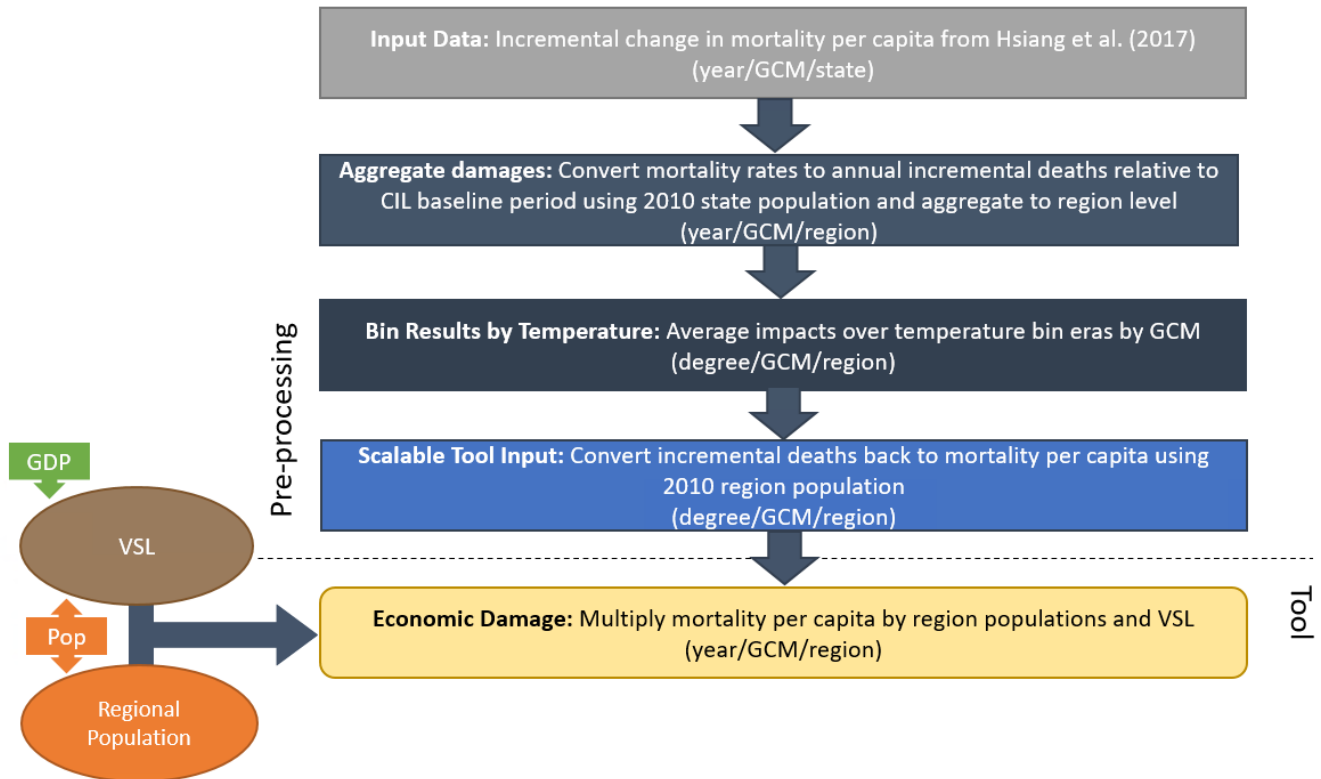 Input Data: Incremental change in mortality per capita from Hsiang et al. (2017)
(year/GCM/state)
Aggregate damages: Convert mortality rates to annual incremental deaths relative to
CIL baseline period using 2010 state population and aggregate to region level
(year/GCM/region)
Bin Results by Temperature: Average impacts over temperature bin eras by GCM
(degree/GCM/region)
Pre-processing
Scalable Tool Input: Convert incremental deaths back to mortality per capita using
2010 region population
(degree/GCM/region)
GDP
VSL
Tool
Economic Damage: Multiply mortality per capita by region populations and VSL
(year/GCM/region)
Pop
Regional
Population